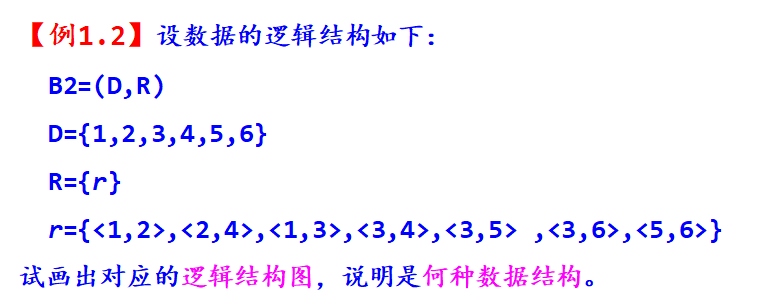 【例1.2】设数据的逻辑结构如下：
B2=(D,R)
D={1,2,3,4,5,6}
R={r}
r={<1,2>,<2,4>,<1,3>,<3,4>,<3,5> ,<3,6>,<5,6>}
试画出对应的逻辑结构图，说明是何种数据结构。